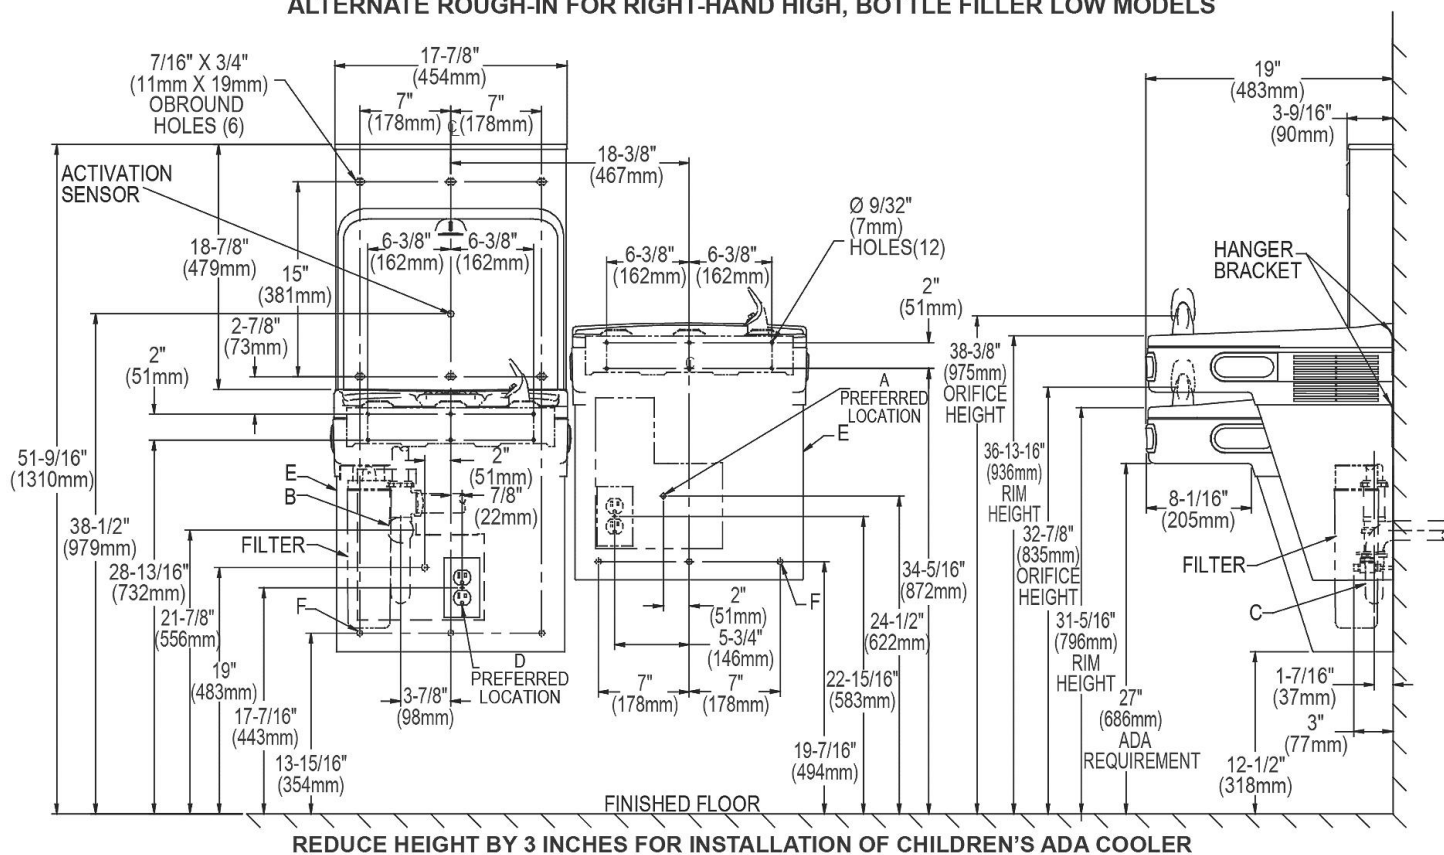 ALTERNATE ROUGH-IN FOR RIGHT-HAND HIGH, BOTTLE FILLER LOW MODELS
7/16" X 3/4"
(11mm X 19mm)
OBROUND
HOLES (6)
17-7/8"
(454mm)
7"
(178mm)
7"
(178mm)
ACTIVATION
SENSOR
18-3/8"
(467mm)
Ø 9/32"
(7mm)
HOLES(12)
19"
(483mm)
3-9/16"
(90mm)
HANGER
BRACKET
18-7/8"
(479mm)
15"
(381mm)
6-3/8"
(162mm)
6-3/8"
(162mm)
6-3/8"
(162mm)
6-3/8"
(162mm)
2"
(51mm)
2-7/8"
(73mm)
2"
(51mm)
A
PREFERRED
LOCATION
E
38-3/8"
(975mm)
ORIFICE
HEIGHT
36-13-16"
(936mm)
RIM
HEIGHT
51-9/16"
(1310mm)
E
B
2"
(51mm)
7/8"
(22mm)
8-1/16"
(205mm)
38-1/2"
(979mm)
FILTER
32-7/8"
(835mm)
ORIFICE
HEIGHT
FILTER
28-13/16"
(732mm)
34-5/16"
(872mm)
F
F
C
21-7/8"
(556mm)
2"
(51mm)
24-1/2"
(622mm)
31-5/16"
(796mm)
RIM
HEIGHT
5-3/4"
(146mm)
19"
(483mm)
D
PREFERRED
LOCATION
7"
(178mm)
7"
(178mm)
22-15/16"
(583mm)
1-7/16"
(37mm)
3-7/8"
(98mm)
27"
(686mm)
ADA
REQUIREMENT
17-7/16"
(443mm)
3"
(77mm)
19-7/16"
(494mm)
13-15/16"
(354mm)
12-1/2"
(318mm)
FINISHED FLOOR
REDUCE HEIGHT BY 3 INCHES FOR INSTALLATION OF CHILDREN'S ADA COOLER